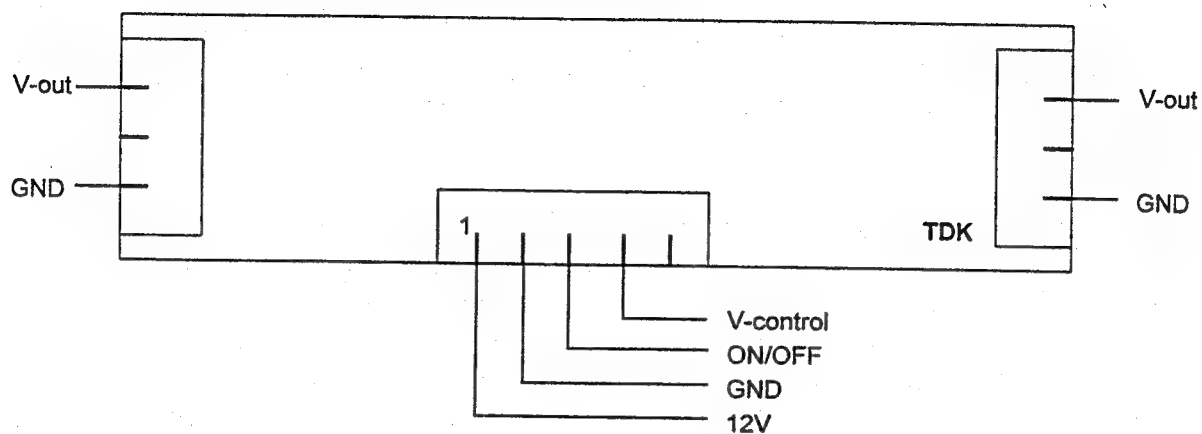 V-out
V-out
GND
GND
1
TDK
V-control
ON/OFF
GND
12V